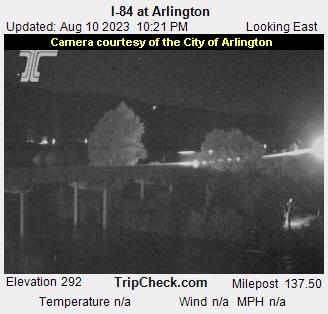 I-84 at Arlington
Updated: Aug 10 2023 10:21 PM Looking East
Camera courtesy of the City of Arlington
Elevation 292 TripCheck.com Milepost 137.50
Temperature n/a Wind n/a MPH n/a